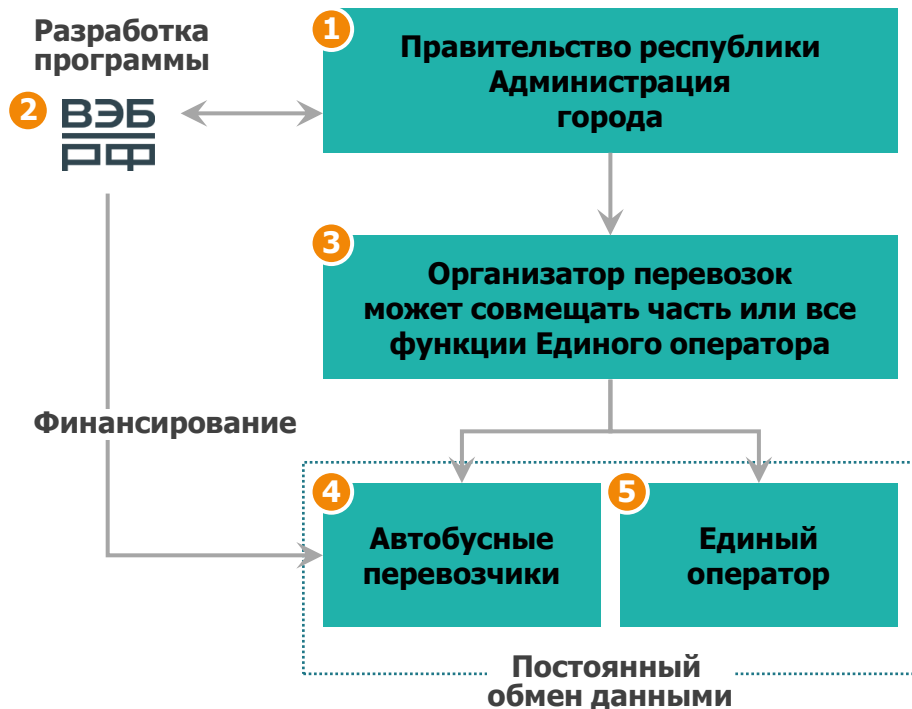 Разработка
программы
1
Правительство республики
Администрация
города
2
ВЭБ
РФ
3
Организатор перевозок
может совмещать часть или все
функции Единого оператора
Финансирование
4
Автобусные
перевозчики
5
Единый
оператор
Постоянный
обмен данными